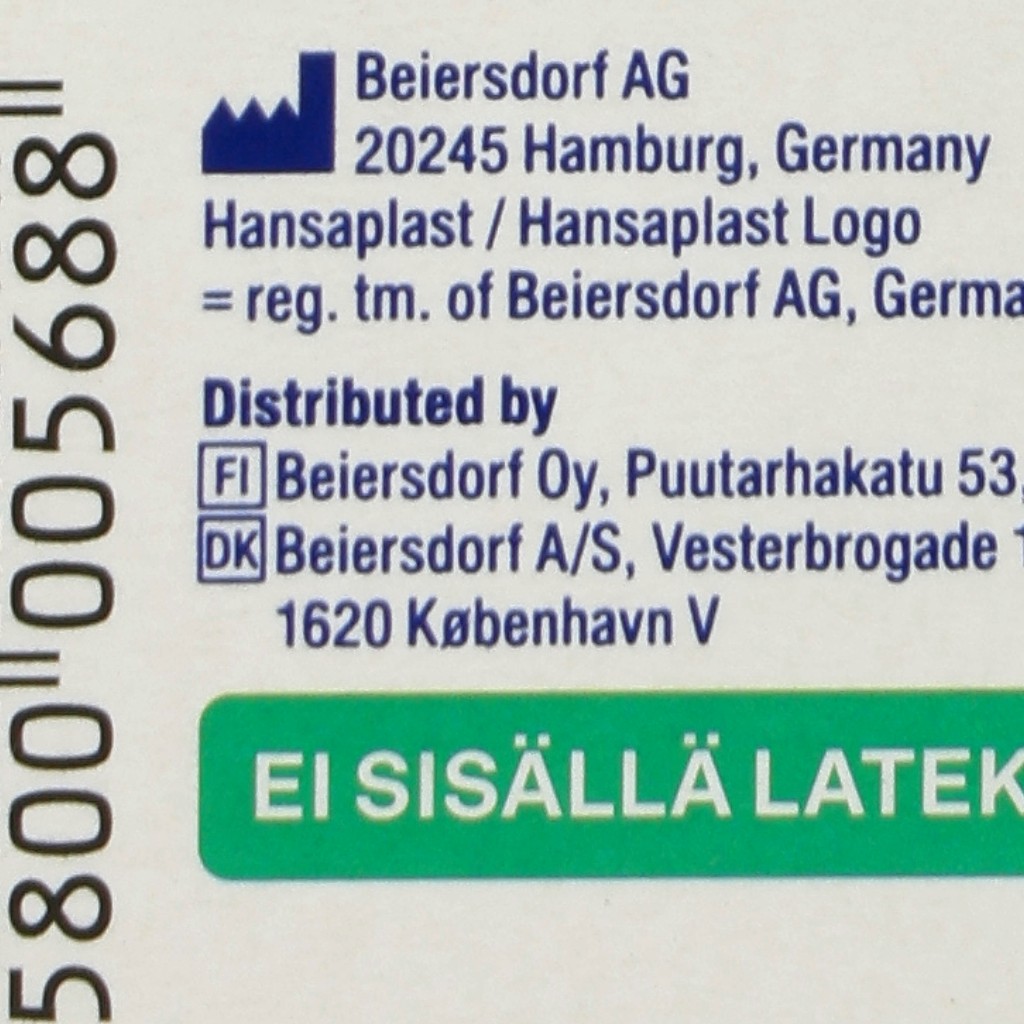 Beiersdorf AG
20245 Hamburg, Germany
Hansaplast / Hansaplast Logo
= reg. tm. of Beiersdorf AG, Germa
Distributed by
FI Beiersdorf Oy, Puutarhakatu 53,
DK Beiersdorf A/S, Vesterbrogade 1
1620 København V
EI SISÄLLÄ LATEK
5800 005688